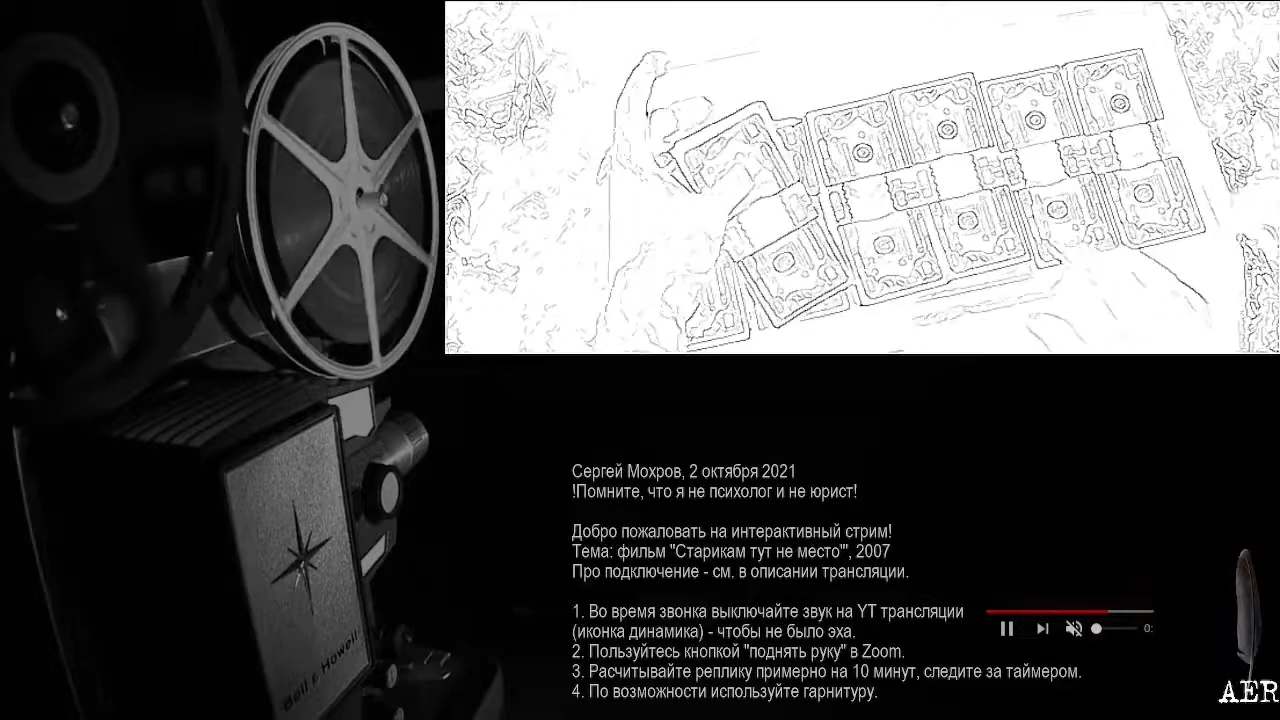 Сергей Мохров, 2 октября 2021
!Помните, что я не психолог и не юрист!
Добро пожаловать на интерактивный стрим!
Тема: фильм "Старикам тут не место"', 2007
Про подключение - см. в описании трансляции.
1. Во время звонка выключайте звук на YT трансляции
(иконка динамика) - чтобы не было эха.
0:
2. Пользуйтесь кнопкой "поднять руку" в Zoom.
3. Расчитывайте реплику примерно на 10 минут, следите за таймером.
4. По возможности используйте гарнитуру.
Bell & Howell
AER